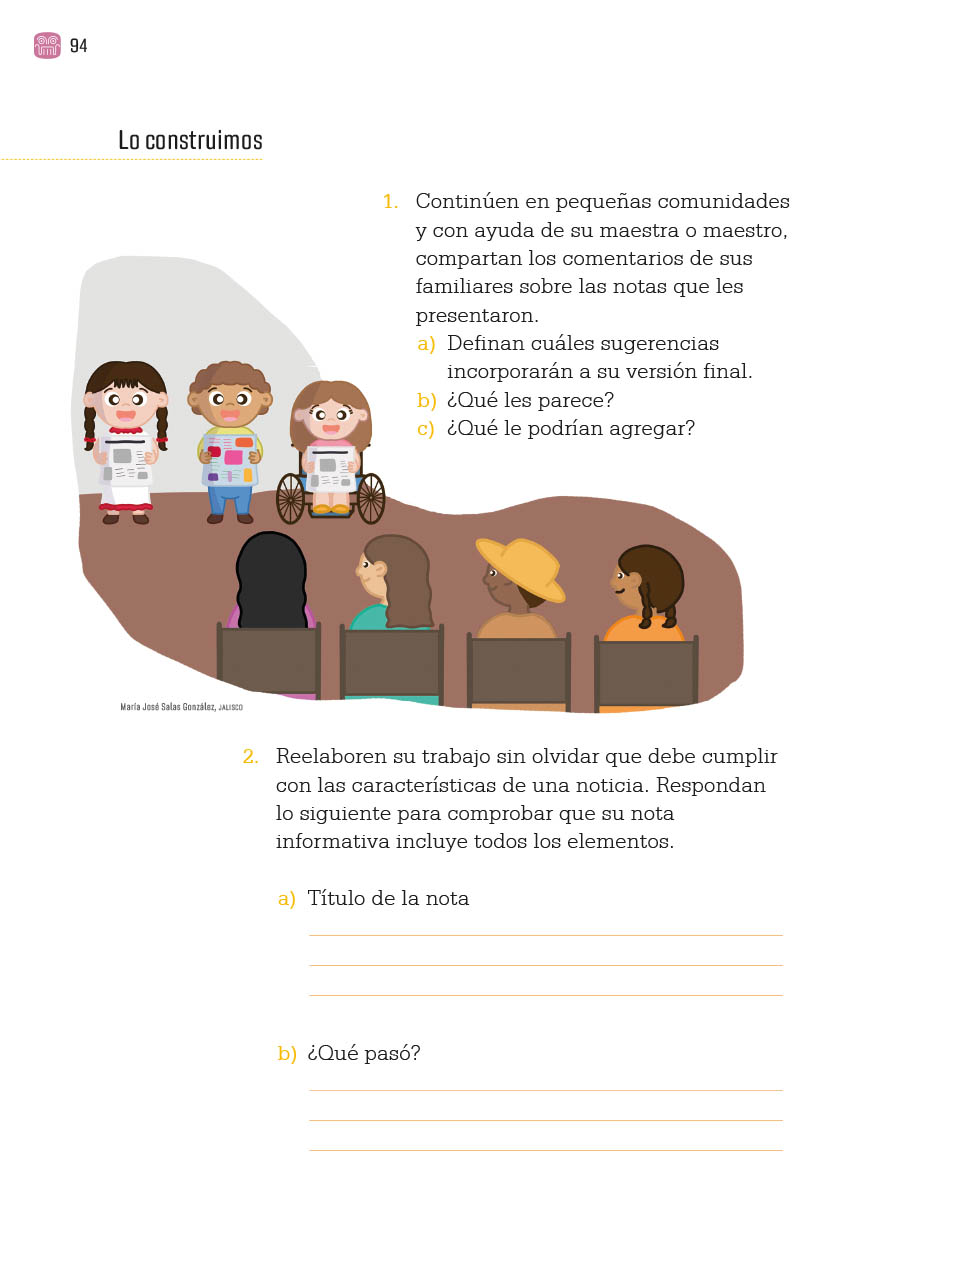 94
Lo construimos
1. Continúen en pequeñas comunidades
y con ayuda de su maestra o maestro,
compartan los comentarios de sus
familiares sobre las notas que les
presentaron.
a) Definan cuáles sugerencias
incorporarán a su versión final.
b) ¿Qué les parece?
c) ¿Qué le podrían agregar?
María José Salas González, JALISCO
2. Reelaboren su trabajo sin olvidar que debe cumplir
con las características de una noticia. Respondan
lo siguiente para comprobar que su nota
informativa incluye todos los elementos.
a) Título de la nota
b) ¿Qué pasó?